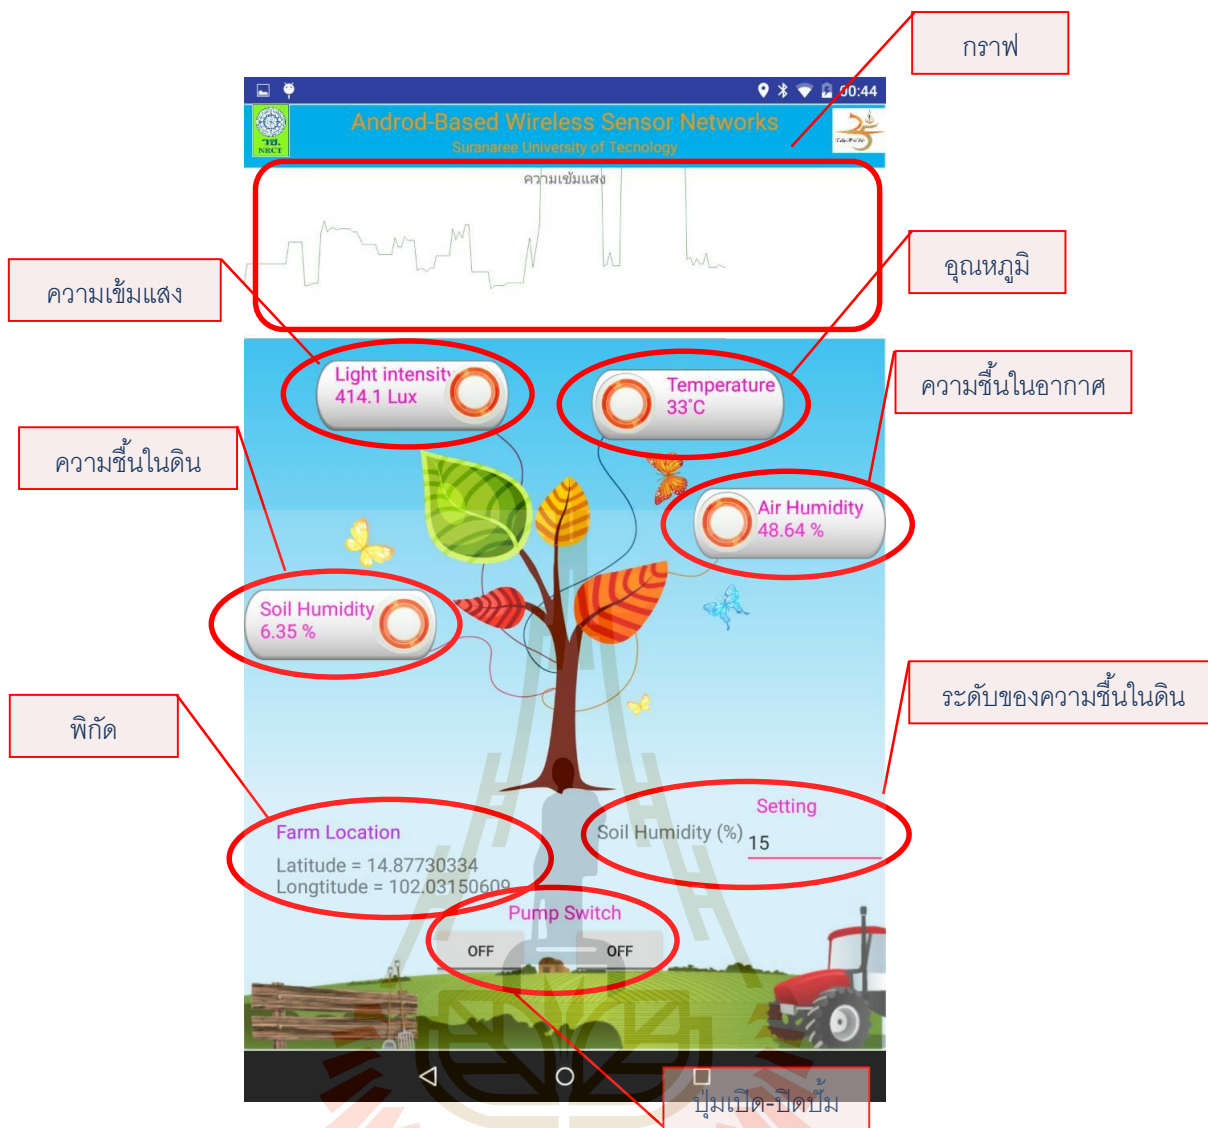 กราฟ
00:44
วช.
NRCT
Androd-Based Wireless Sensor Networks
Suranaree University of Tecnology
ความเข้มแสง
อุณหภูมิ
ความเข้มแสง
Light intensity
414.1 Lux
Temperature
33°C
ความชื้นในอากาศ
ความชื้นในดิน
Air Humidity
48.64 %
Soil Humidity
6.35 %
ระดับของความชื้นในดิน
พิกัด
Setting
Farm Location
Soil Humidity (%)
15
Latitude = 14.87730334
Longtitude = 102.03150609
Pump Switch
OFF
OFF
ปุ่มเปิด-ปิดปั๊ม